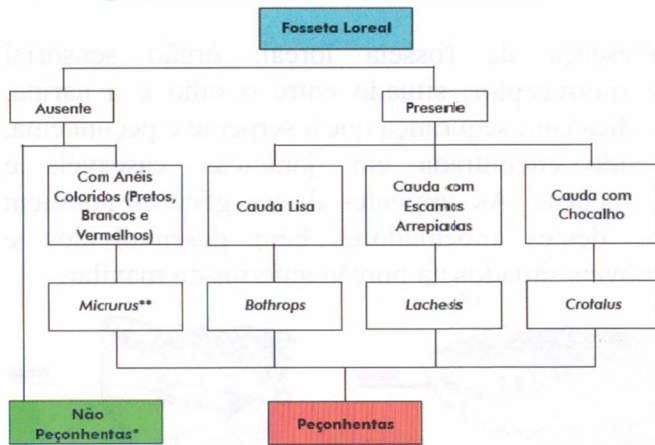 Fosseta Loreal
Ausente
Presente
Com Anéis
Coloridos (Pretos,
Brancos e
Vermelhos)
Cauda Lisa
Cauda com
Escamas
Arrepiadas
Cauda com
Chocalho
Micrurus**
Bothrops
Lachesis
Crotalus
Não
Peçonhentas*
Peçonhentas